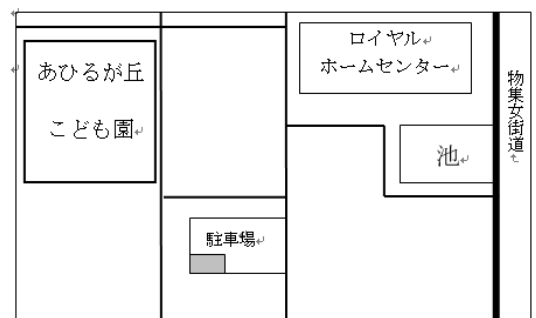 あひるが丘
こども園
ロイヤル
ホームセンター
池
物集女街道
駐車場